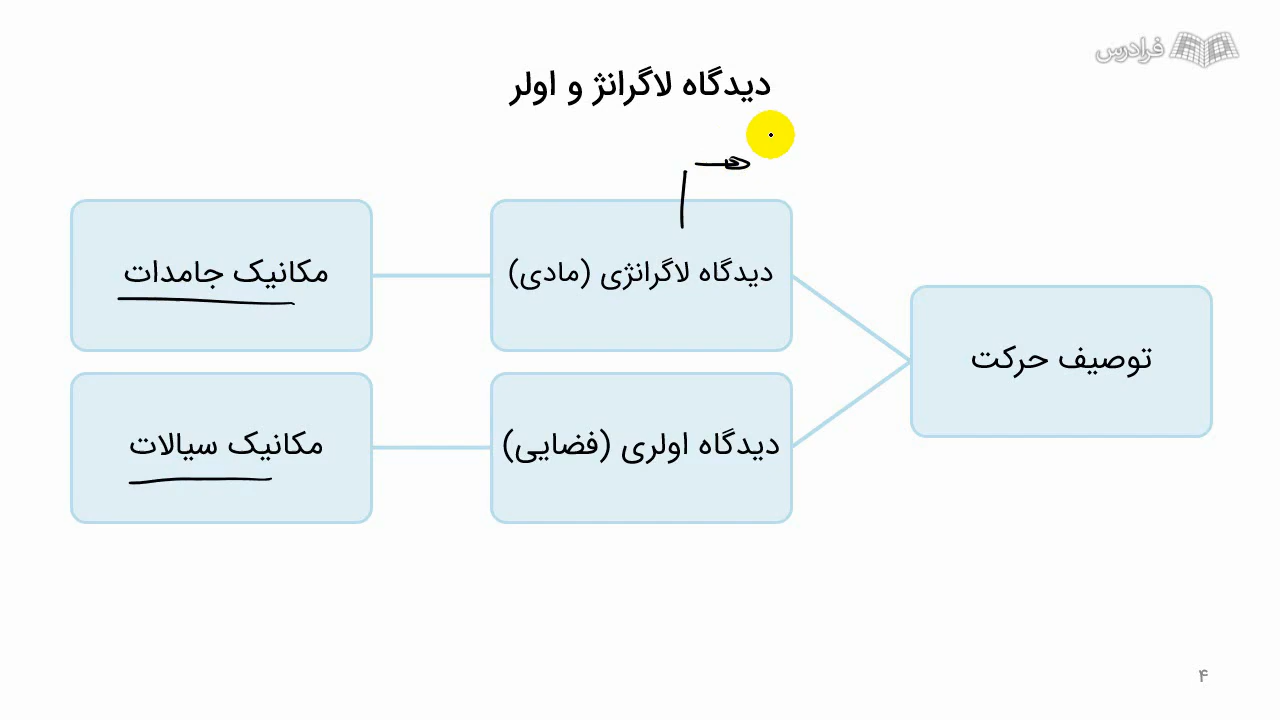 فرادرس
دیدگاه لاگرانژ و اولر
توصیف حرکت
دیدگاه لاگرانژی (مادی)
مکانیک جامدات
دیدگاه اولری (فضایی)
مکانیک سیالات
۴